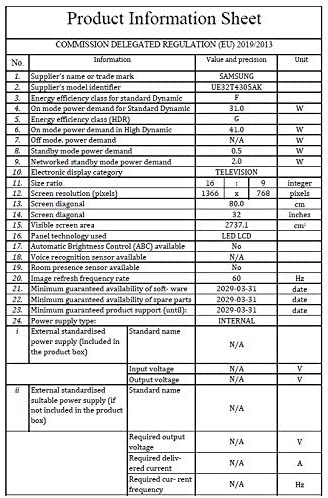 Product Information Sheet
COMMISSION DELEGATED REGULATION (EU) 2019/2013
No. Information Value and precision Unit
1. Supplier's name or trade mark SAMSUNG
2. Supplier's model identifier UE32T4305AK
3. Energy efficiency class for standard Dynamic F
4. On mode power demand for Standard Dynamic 31.0 W
5. Energy efficiency class (HDR) G
6. On mode power demand in High Dynamic 41.0 W
7. Off mode, power demand N/A W
8. Standby mode power demand 0.5 W
9. Networked standby mode power demand 2.0 W
10. Electronic display category TELEVISION
11. Size ratio 16 : 9 integer
12. Screen resolution (pixels) 1366 x 768 pixels
13. Screen diagonal 80.0 cm
14. Screen diagonal 32 inches
15. Visible screen area 2737.1 cm²
16. Panel technology used LED LCD
17. Automatic Brightness Control (ABC) available No
18. Voice recognition sensor available N/A
19. Room presence sensor available No
20. Image refresh frequency rate 60 Hz
21. Minimum guaranteed availability of soft- ware 2029-03-31 date
22. Minimum guaranteed availability of spare parts 2029-03-31 date
23. Minimum guaranteed product support (until): 2029-03-31 date
24. Power supply type: INTERNAL
i External standardised Standard name
power supply (included in N/A
the product box)
Input voltage N/A V
Output voltage N/A V
ii External standardised Standard name
suitable power supply (if N/A
not included in the product
box)
Required output N/A V
voltage
Required deliv- N/A A
ered current
Required cur- rent N/A Hz
frequency